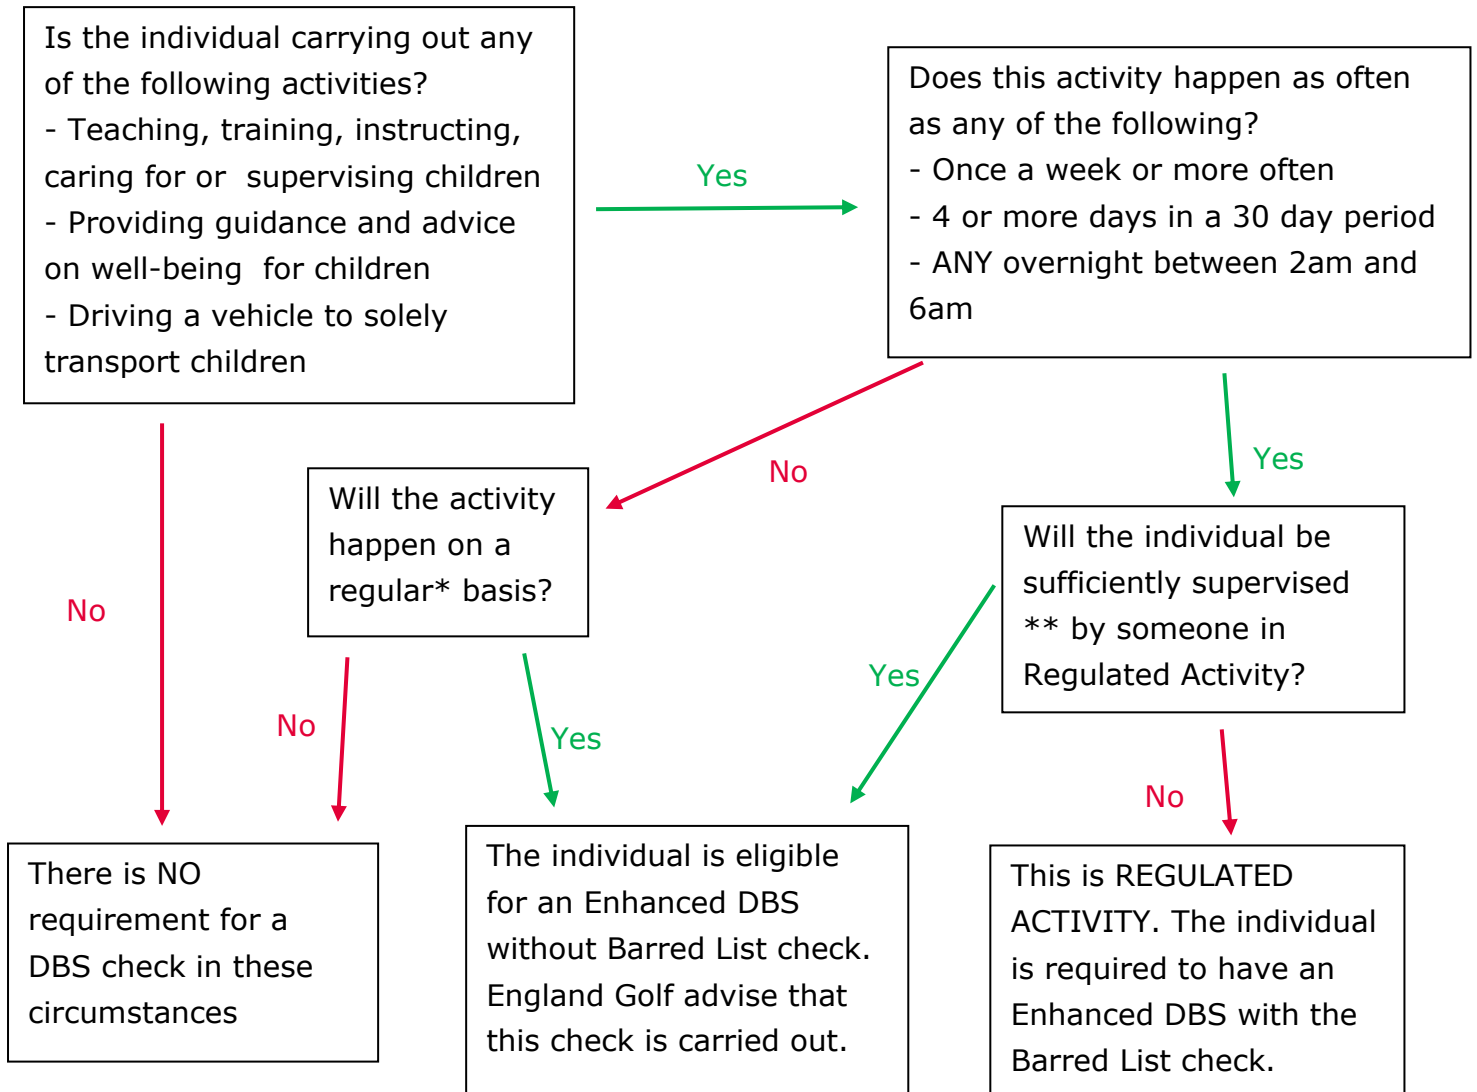 Is the individual carrying out any
of the following activities?
- Teaching, training, instructing,
caring for or  supervising children
- Providing guidance and advice
on well-being  for children
- Driving a vehicle to solely
transport children
Yes
Does this activity happen as often
as any of the following?
- Once a week or more often
- 4 or more days in a 30 day period
- ANY overnight between 2am and
6am
No
Yes
Will the activity
happen on a
regular* basis?
Will the individual be
sufficiently supervised
** by someone in
Regulated Activity?
No
No
Yes
Yes
No
There is NO
requirement for a
DBS check in these
circumstances
The individual is eligible
for an Enhanced DBS
without Barred List check.
England Golf advise that
this check is carried out.
This is REGULATED
ACTIVITY. The individual
is required to have an
Enhanced DBS with the
Barred List check.